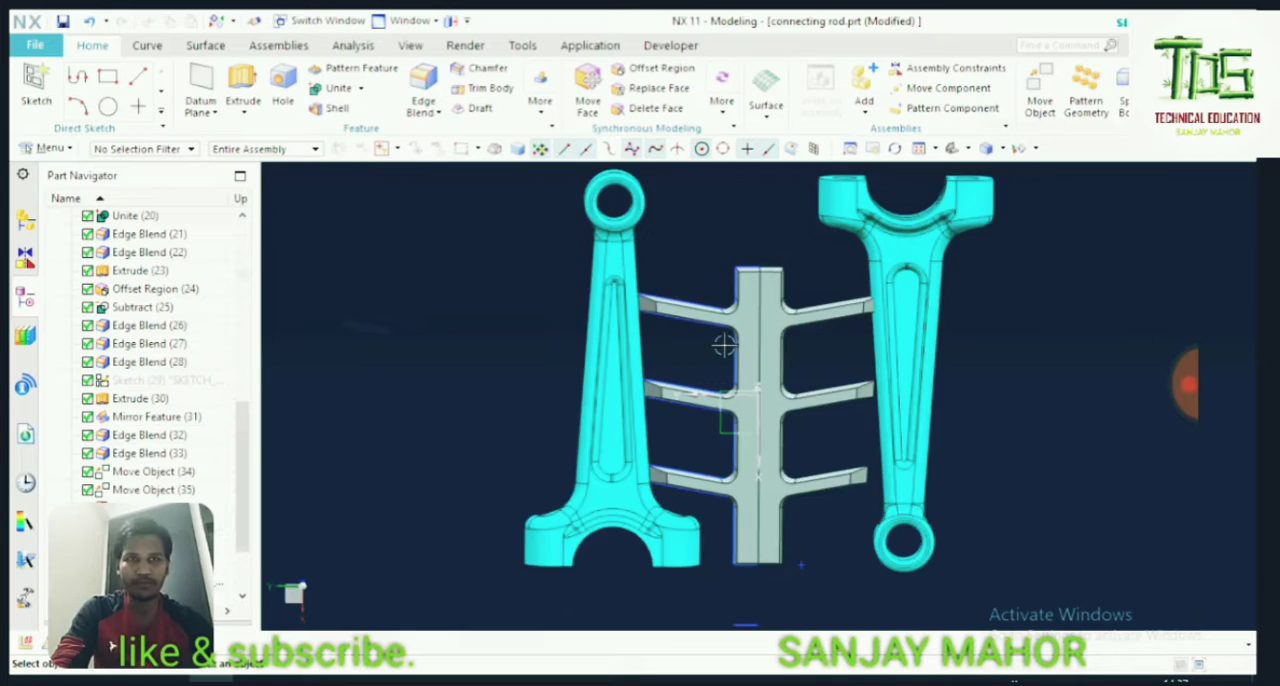 NX
Switch Window
Window
NX 11 - Modeling - [connecting rod.prt (Modified) ]
SI
File
Home
Curve
Surface
Assemblies
Analysis
View
Render
Tools
Application
Developer
Find a Command
Sketch
Direct Sketch
Datum
Plane
Extrude
Hole
Pattern Feature
Unite
Shell
Edge
Blend
Chamfer
Trim Body
Draft
More
Feature
Move
Face
Offset Region
Replace Face
Delete Face
More
Synchronous Modeling
Surface
Add
Assembly Constraints
Move Component
Pattern Component
Assemblies
Move
Object
Pattern
Geometry
TECHNICAL EDUCATION
SANJAY MAHOR
Menu
No Selection Filter
Entire Assembly
Part Navigator
Name
Up
Unite (20)
Edge Blend (21)
Edge Blend (22)
Extrude (23)
Offset Region (24)
Subtract (25)
Edge Blend (26)
Edge Blend (27)
Edge Blend (28)
Sketch (29) "SKETCH_...
Extrude (30)
Mirror Feature (31)
Edge Blend (32)
Edge Blend (33)
Move Object (34)
Move Object (35)
Activate Windows
like & subscribe.
SANJAY MAHOR